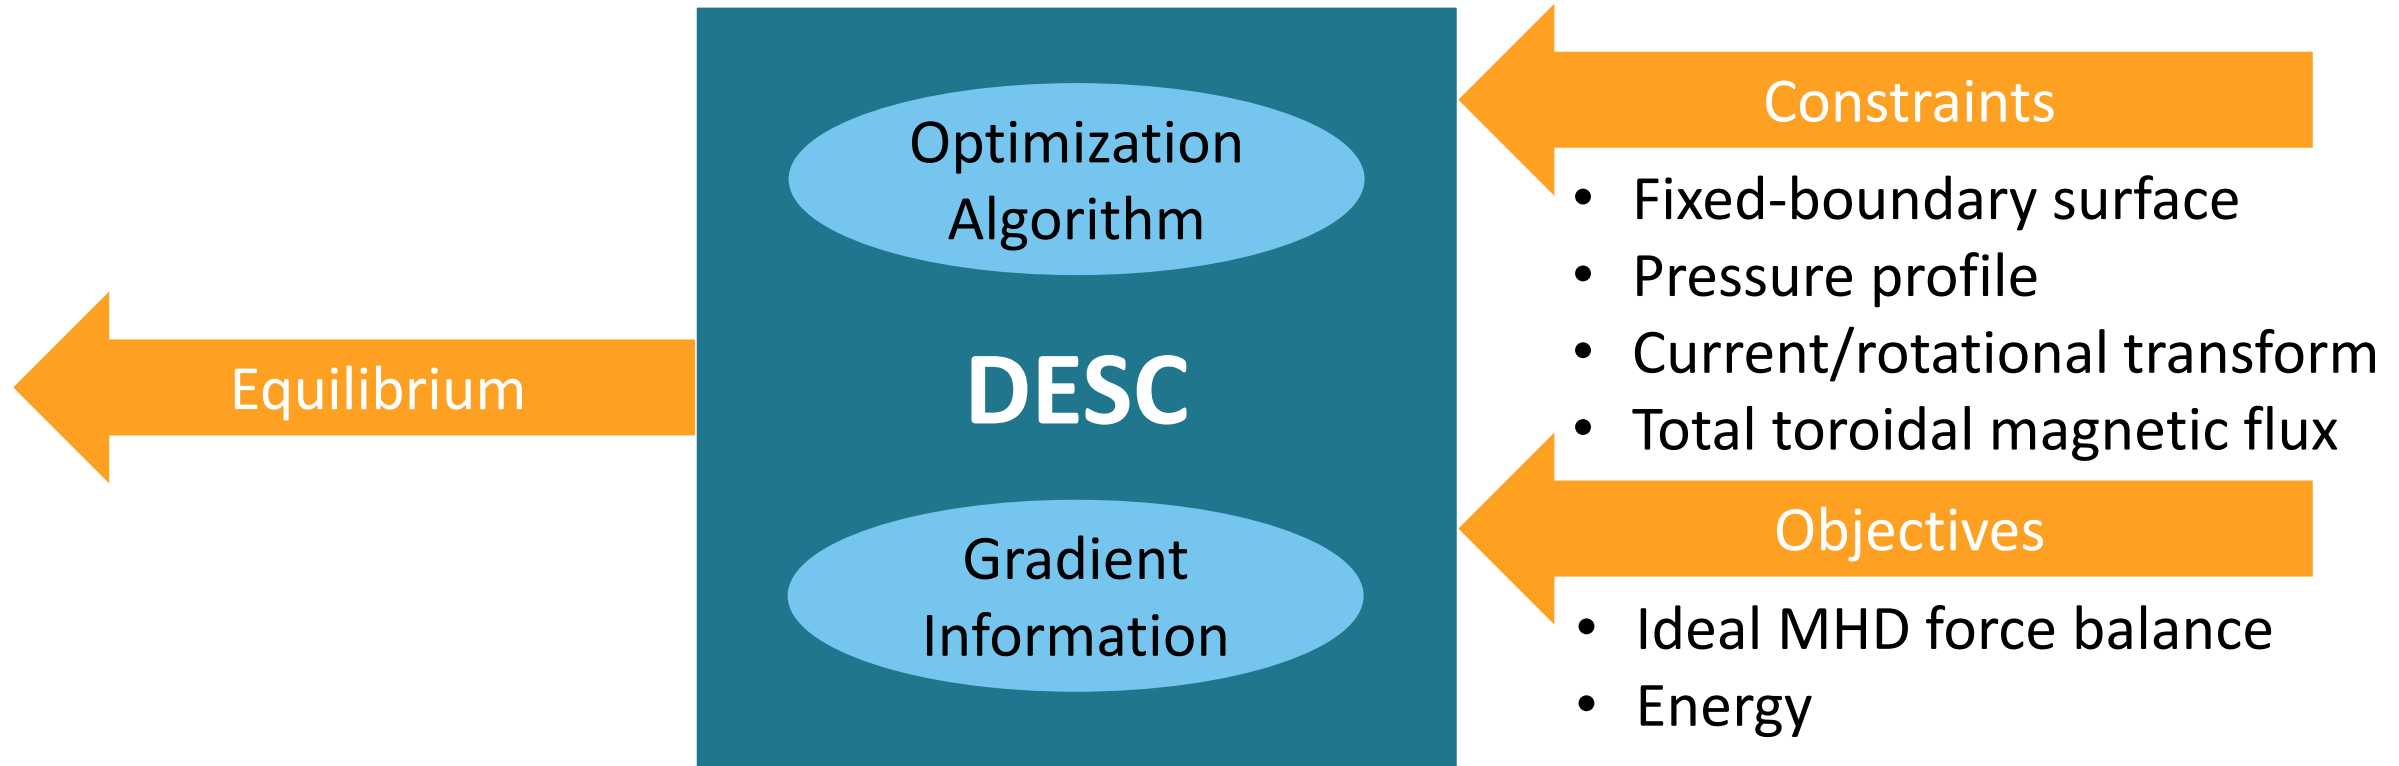 Optimization
Algorithm
DESC
Gradient
Information
Equilibrium
Constraints
• Fixed-boundary surface
• Pressure profile
• Current/rotational transform
• Total toroidal magnetic flux
Objectives
• Ideal MHD force balance
• Energy